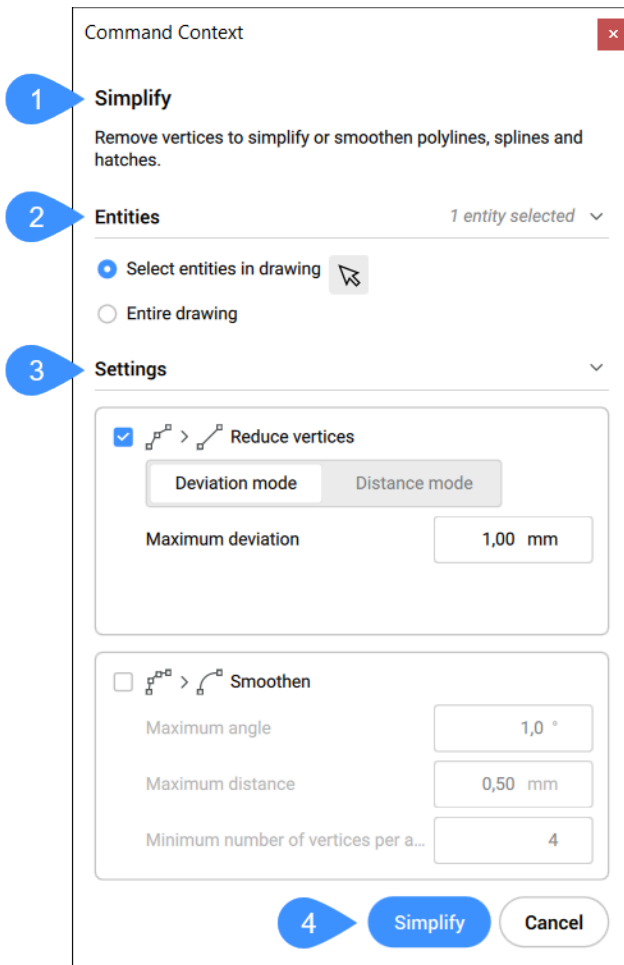 Command Context
1
Simplify
Remove vertices to simplify or smoothen polylines, splines and
hatches.
2
Entities
1 entity selected
Select entities in drawing
Entire drawing
3
Settings
Reduce vertices
Deviation mode
Distance mode
Maximum deviation
1,00 mm
Smoothen
Maximum angle
1,0 °
Maximum distance
0,50 mm
Minimum number of vertices per a...
4
4
Simplify
Cancel